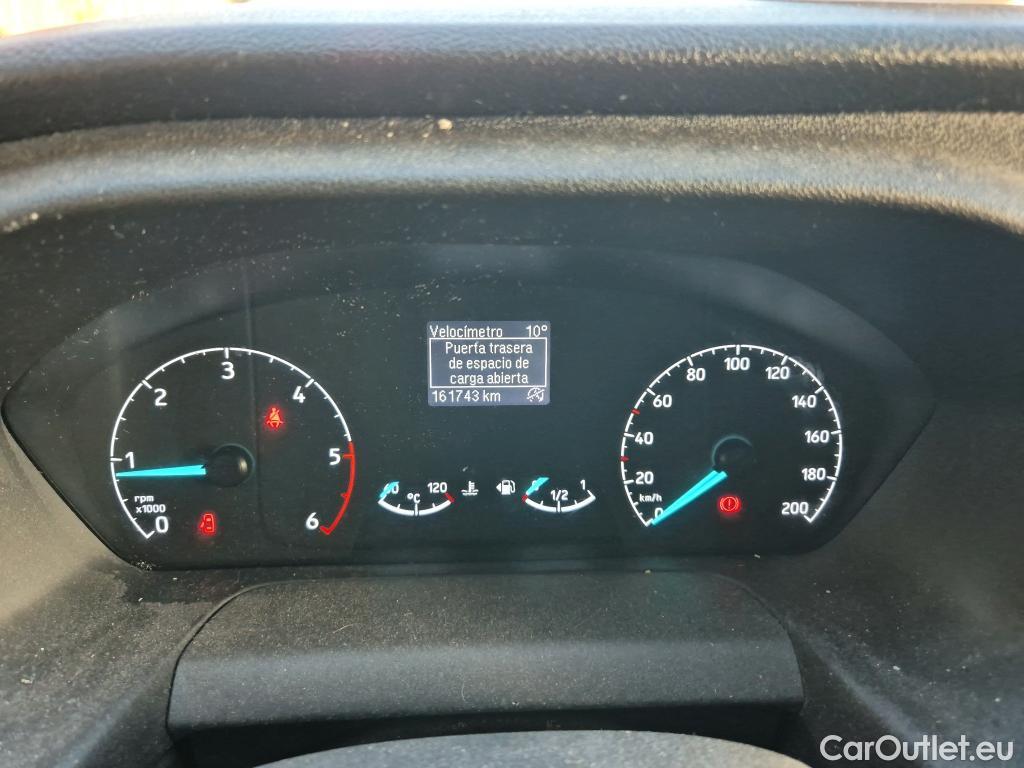 Velocímetro 10°
Puerta trasera
de espacio de
carga abierta
161743 km
0 1 2 3 4 5 6
rpm
x1000
60 120
°C
1/2 1
0 20 40 60 80 100 120 140 160 180 200
km/h
CarOutlet.eu